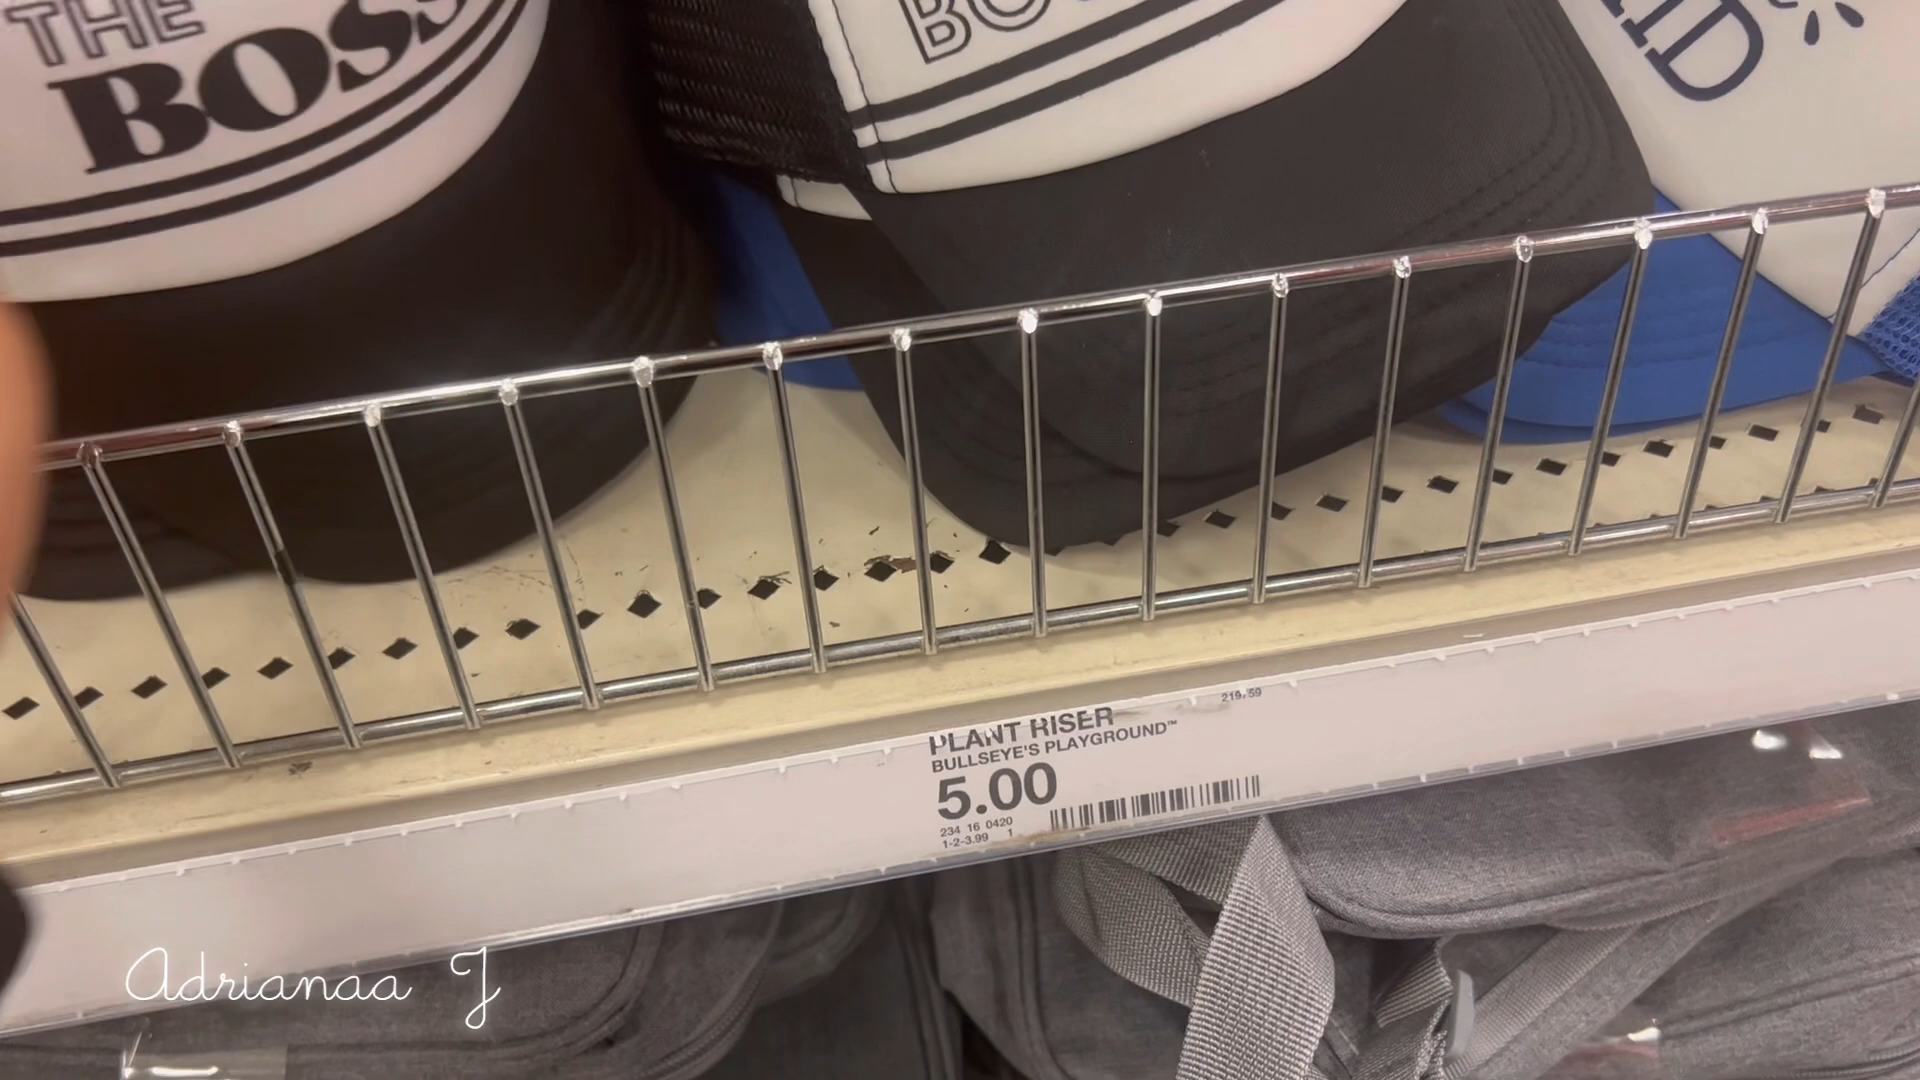 THE
BOSS
BO
219.59
PLANT RISER
BULLSEYE'S PLAYGROUND™
5.00
234 16 0420
1-2-3.99 1
Adrianaa J